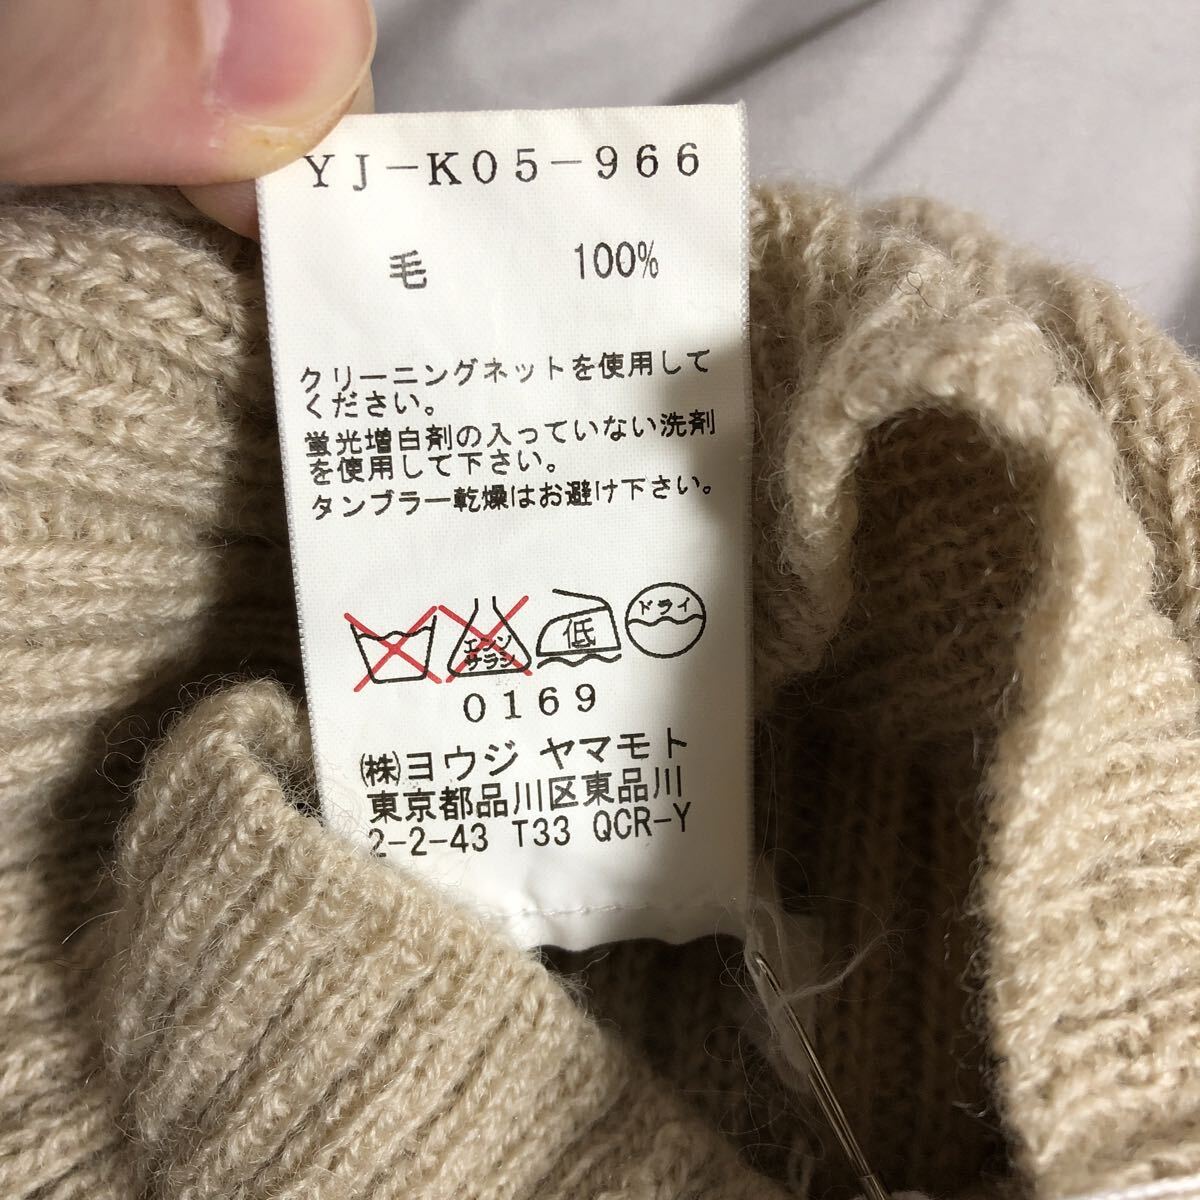 YJ-K05-966
毛 100%
クリーニングネットを使用して
ください。
蛍光増白剤の入っていない洗剤
を使用して下さい。
タンブラー乾燥はお避け下さい。
エンソ
サラシ
低
ドライ
0169
㈱ヨウジ ヤマモト
東京都品川区東品川
2-2-43 T33 QCR-Y